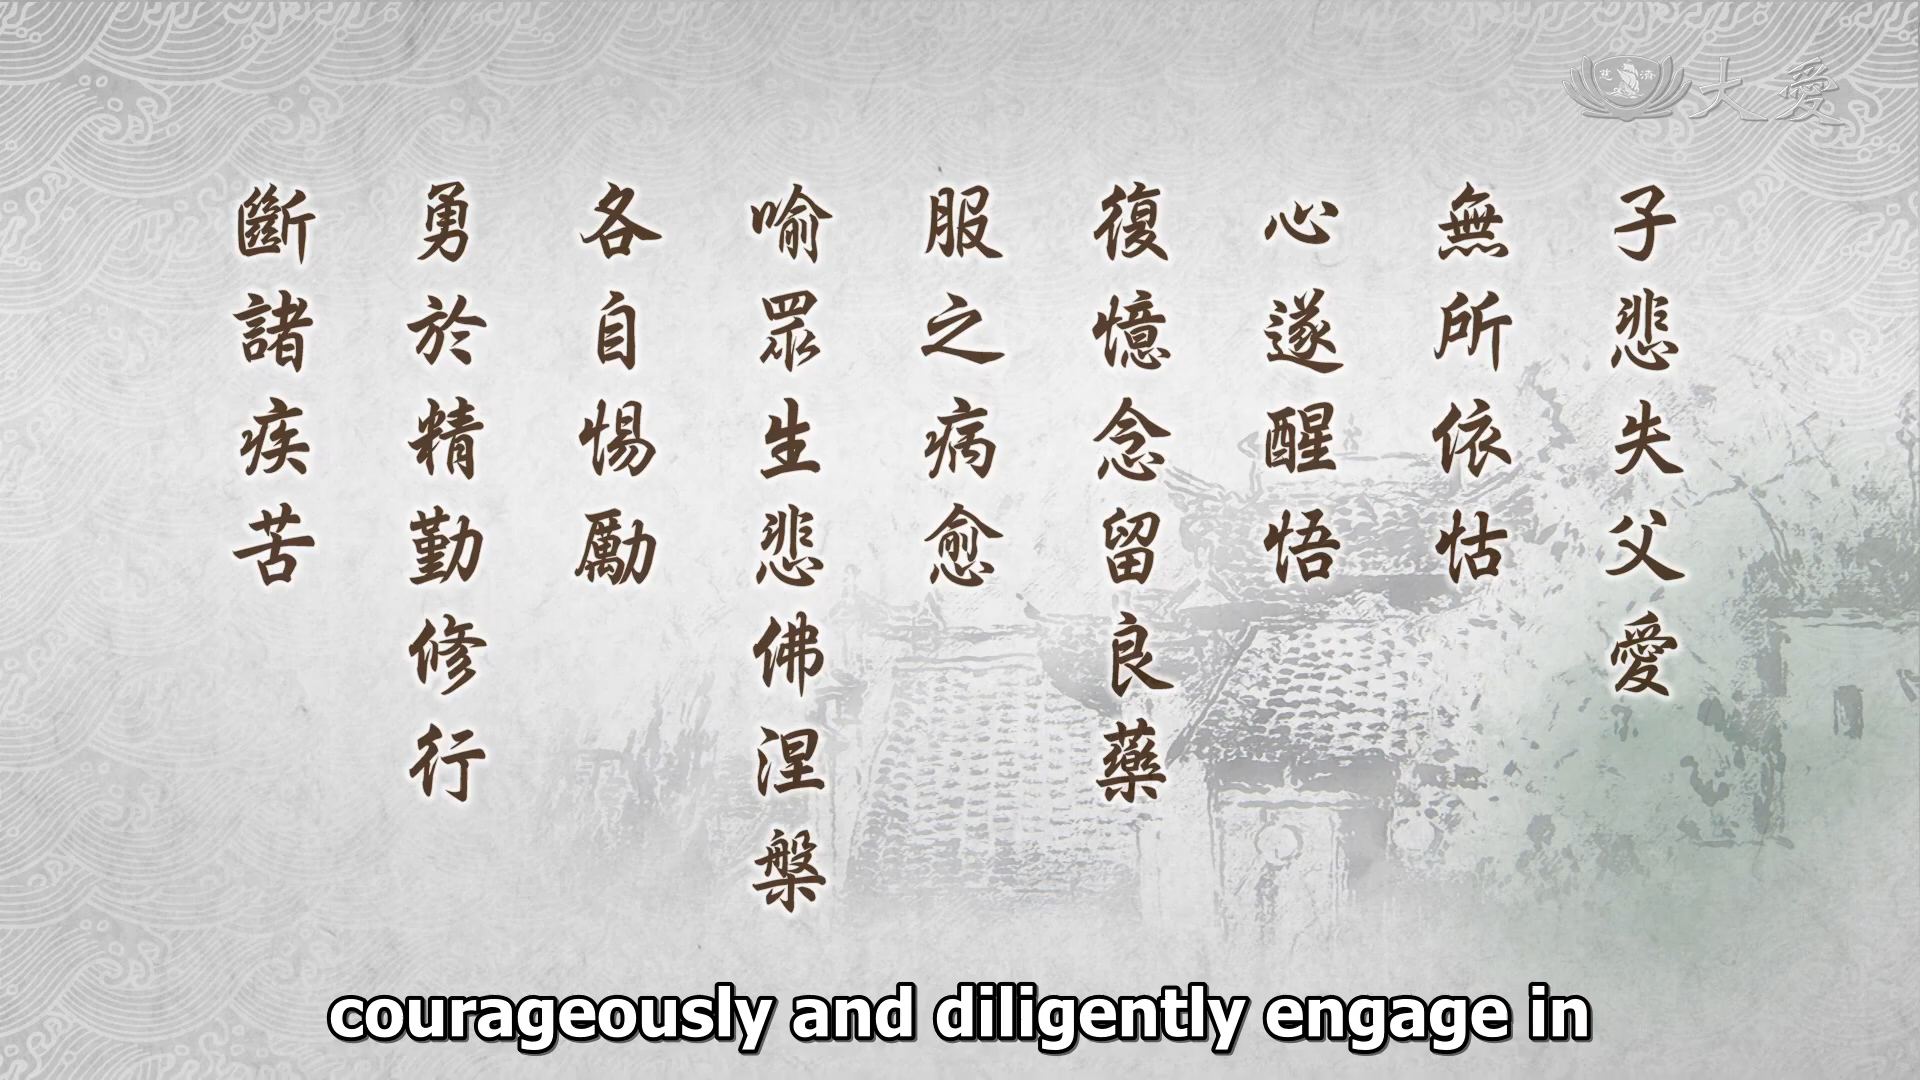 慈濟
大愛
子悲失父愛
無所依怙
心遂醒悟
復憶念留良藥
服之病愈
喻眾生悲佛涅槃
各自惕勵
勇於精勤修行
斷諸疾苦
courageously and diligently engage in